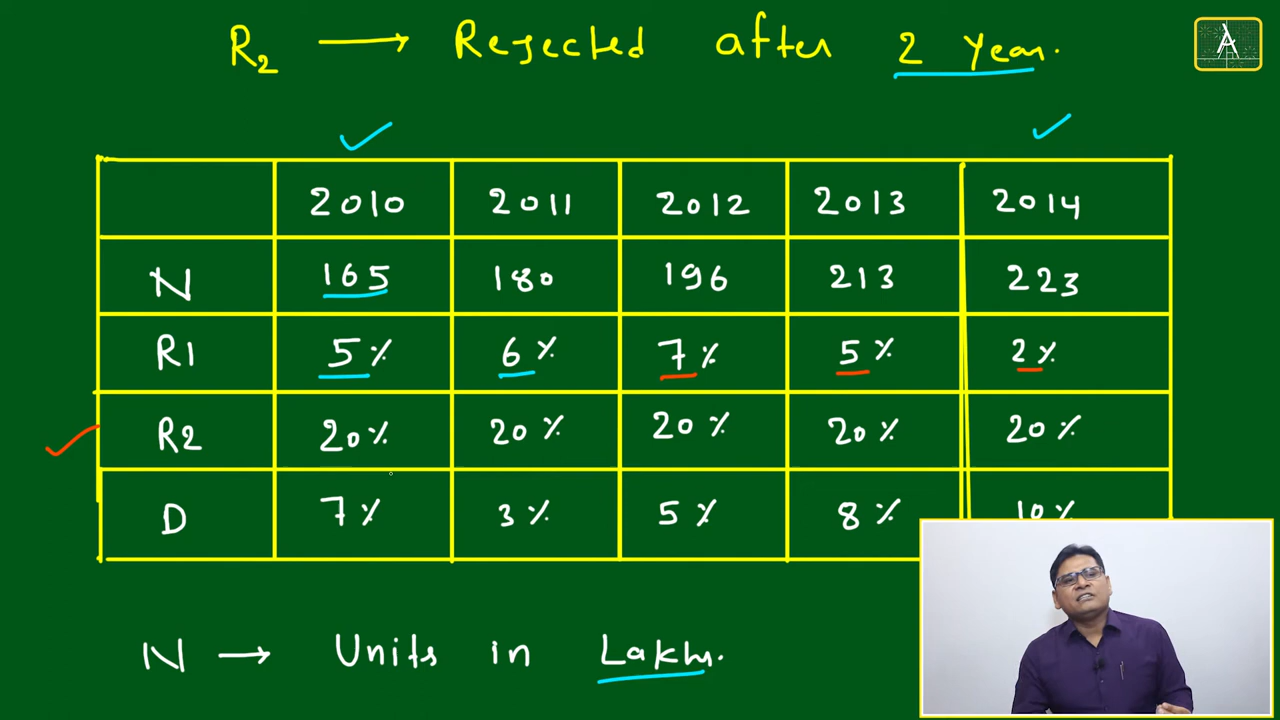 R2 → Rejected after 2 Year.
2010 2011 2012 2013 2014
N 165 180 196 213 223
R1 5% 6% 7% 5% 2%
R2 20% 20% 20% 20% 20%
D 7% 3% 5% 8% 10%
N → Units in Lakh.